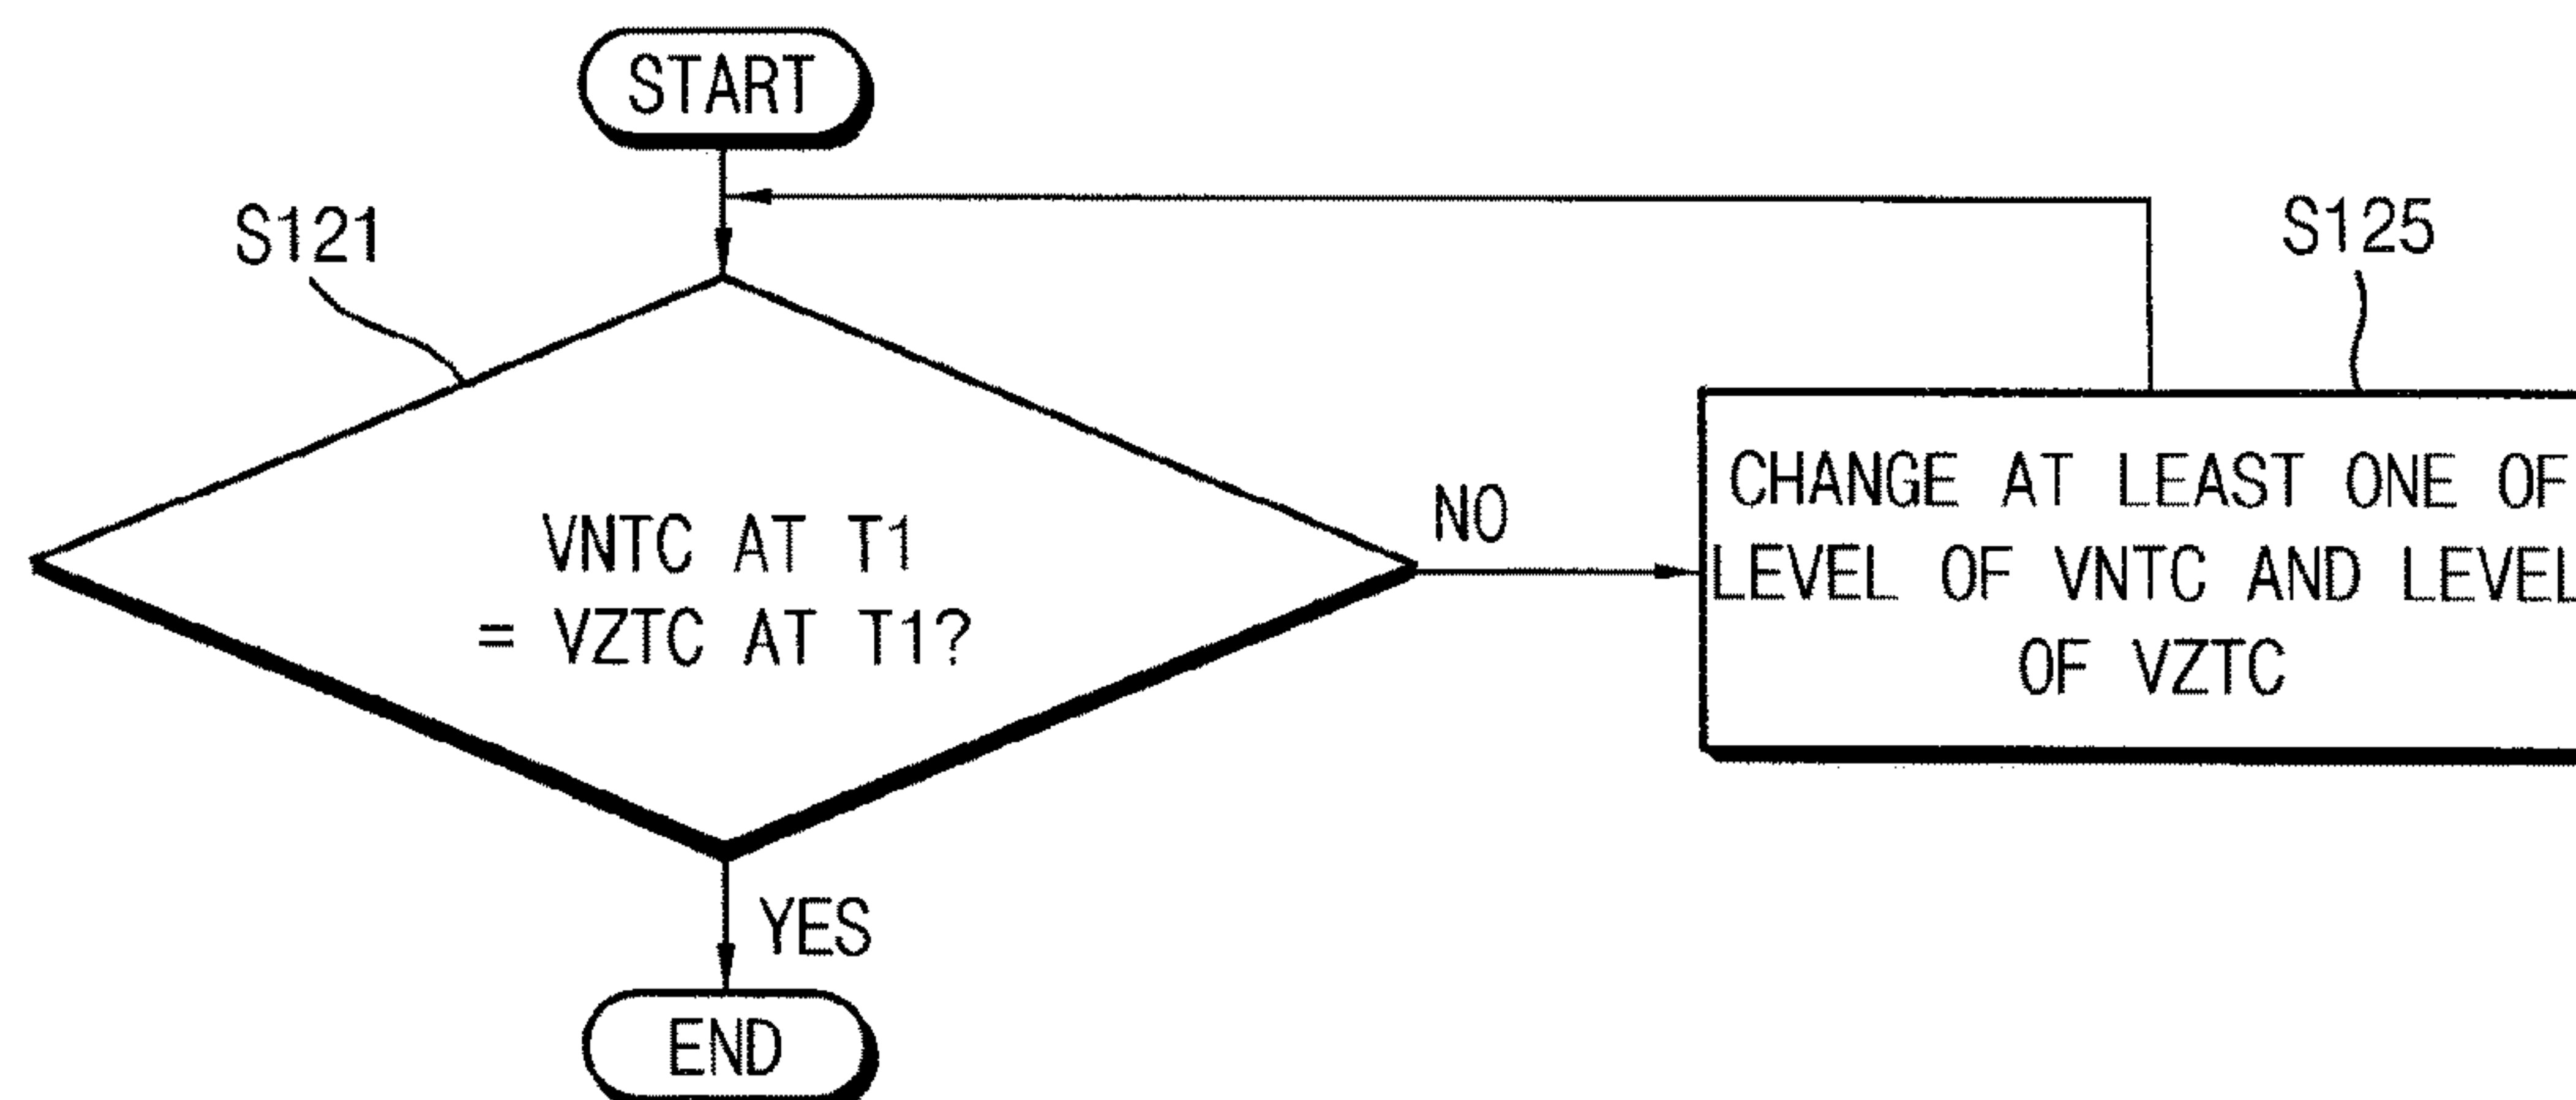 START
S121
S125
VNTC AT T1
= VZTC AT T1?
NO
CHANGE AT LEAST ONE OF
LEVEL OF VNTC AND LEVEL
OF VZTC
YES
END